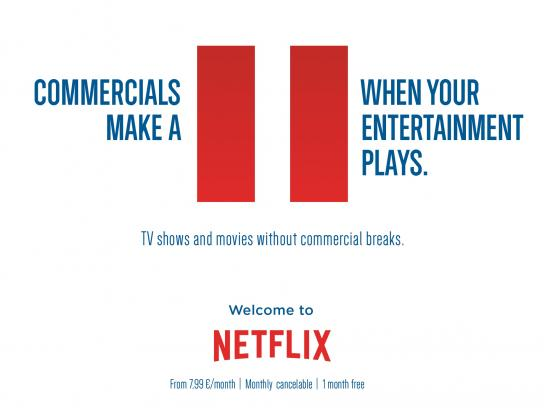 COMMERCIALS
MAKE A
WHEN YOUR
ENTERTAINMENT
PLAYS.
TV shows and movies without commercial breaks.
Welcome to
NETFLIX
From 7.99 €/month | Monthly cancelable | 1 month free